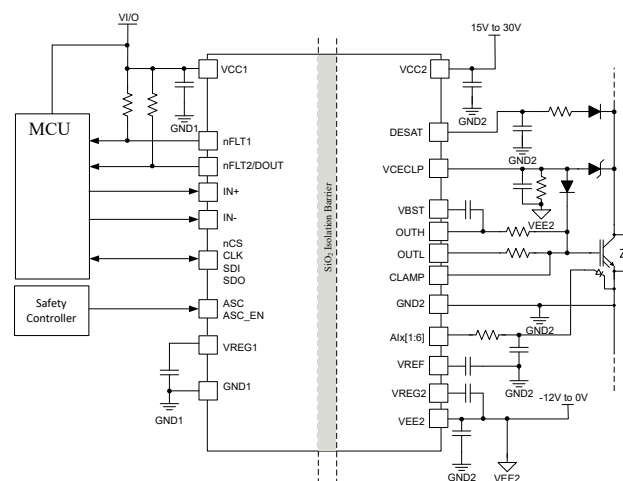 VI/O
15V to 30V
VCC1
VCC2
GND1
GND2
MCU
DESAT
nFLT1
GND2
nFLT2/DOUT
VCECLP
IN+
VBST
VEE2
IN-
OUTH
nCS
CLK
SDI
SDO
OUTL
CLAMP
SiO2 Isolation Barrier
Safety
Controller
ASC
ASC_EN
GND2
GND2
AIx[1:6]
VREG1
VREF
GND2
GND1
VREG2
-12V to 0V
GND1
VEE2
GND2
VEE2